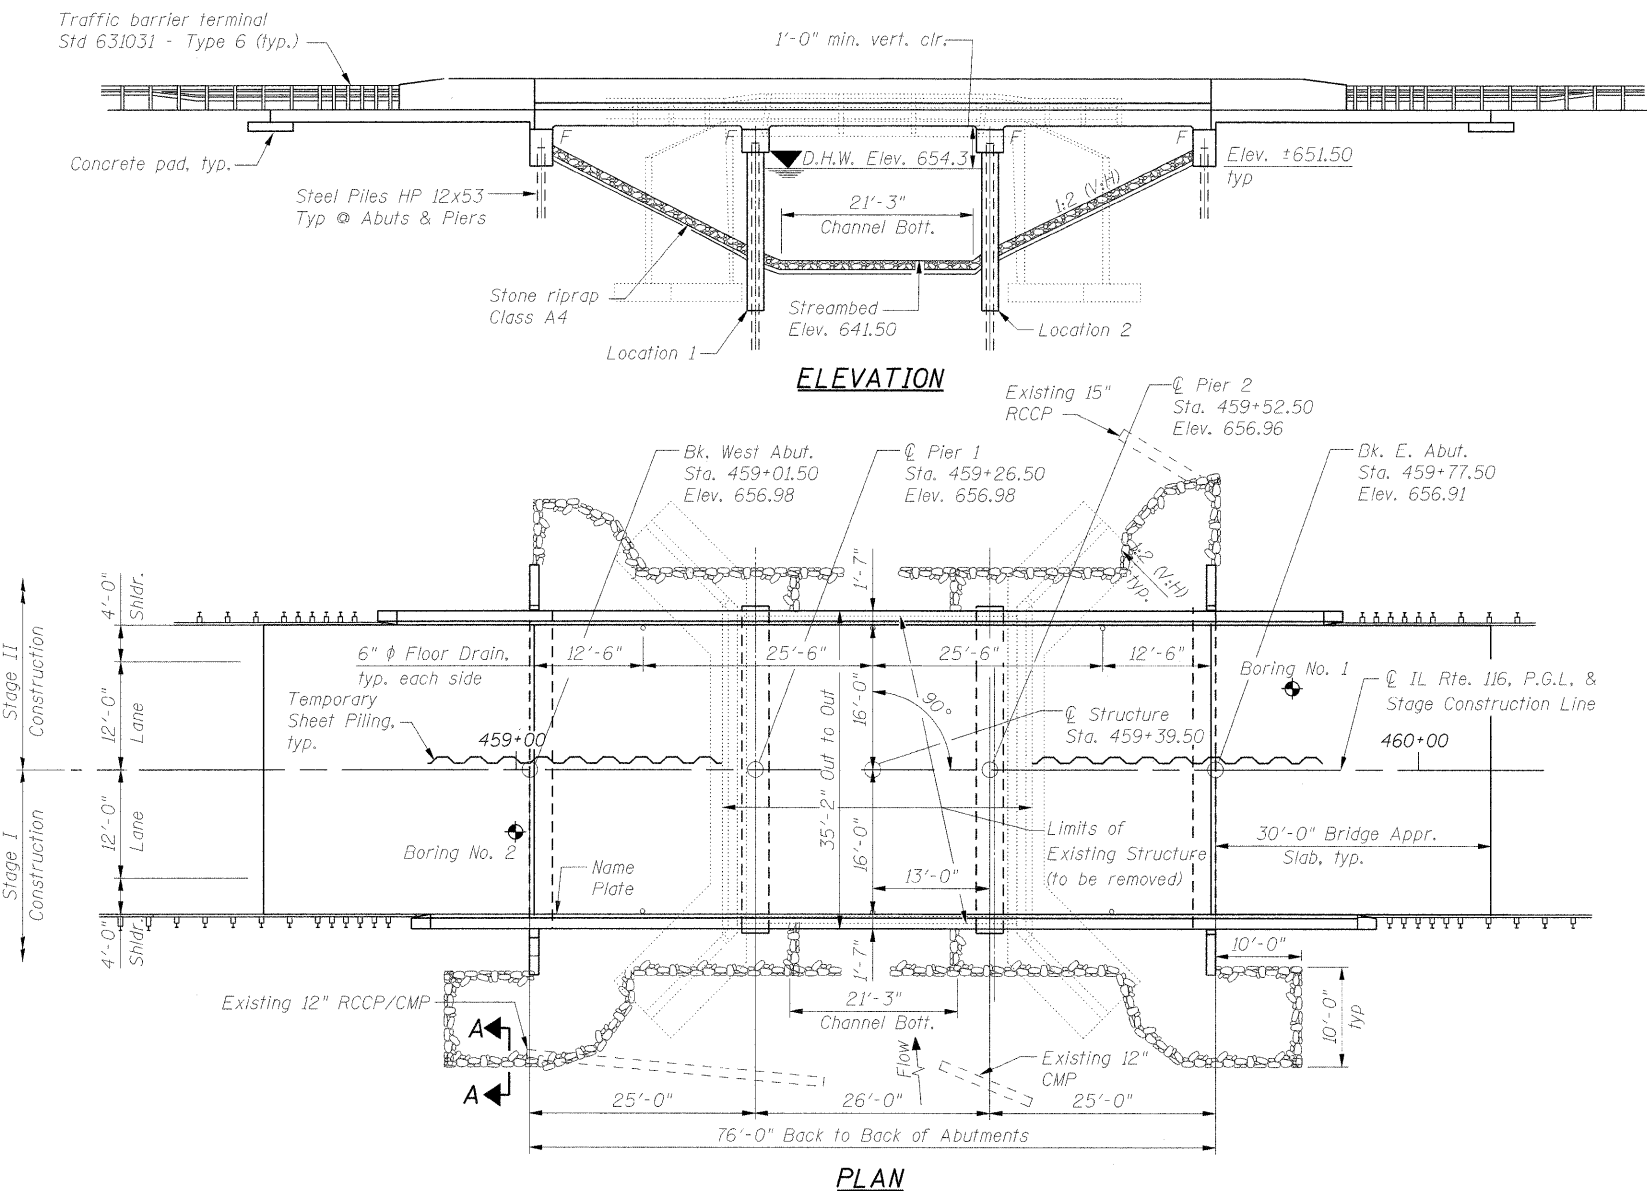 Traffic barrier terminal
Std 631031 - Type 6 (typ.)
1'-0" min. vert. clr.
Concrete pad, typ.
F
F
F
D.H.W. Elev. 654.3
Elev. ±651.50
typ
Steel Piles HP 12x53
Typ @ Abuts & Piers
21'-3"
Channel Bott.
1:2 (V:H)
Stone riprap
Class A4
Streambed
Elev. 641.50
Location 1
Location 2
ELEVATION
Existing 15"
RCCP
℄ Pier 2
Sta. 459+52.50
Elev. 656.96
Bk. West Abut.
Sta. 459+01.50
Elev. 656.98
℄ Pier 1
Sta. 459+26.50
Elev. 656.98
Bk. E. Abut.
Sta. 459+77.50
Elev. 656.91
1:2 (V:H)
typ.
1'-7"
4'-0"
Shldr.
Stage II
Construction
12'-0"
Lane
6" ϕ Floor Drain,
typ. each side
12'-6"
25'-6"
25'-6"
12'-6"
Boring No. 1
Temporary
Sheet Piling,
typ.
16'-0"
90°
℄ Structure
Sta. 459+39.50
℄ IL Rte. 116, P.G.L. &
Stage Construction Line
459+00
460+00
35'-2" Out to Out
Stage I
Construction
12'-0"
Lane
Boring No. 2
16'-0"
Limits of
Existing Structure
(to be removed)
30'-0" Bridge Appr.
Slab, typ.
Name
Plate
13'-0"
4'-0"
Shldr.
1'-7"
10'-0"
10'-0"
typ
Existing 12" RCCP/CMP
21'-3"
Channel Bott.
A
A
Flow
Existing 12"
CMP
25'-0"
26'-0"
25'-0"
76'-0" Back to Back of Abutments
PLAN